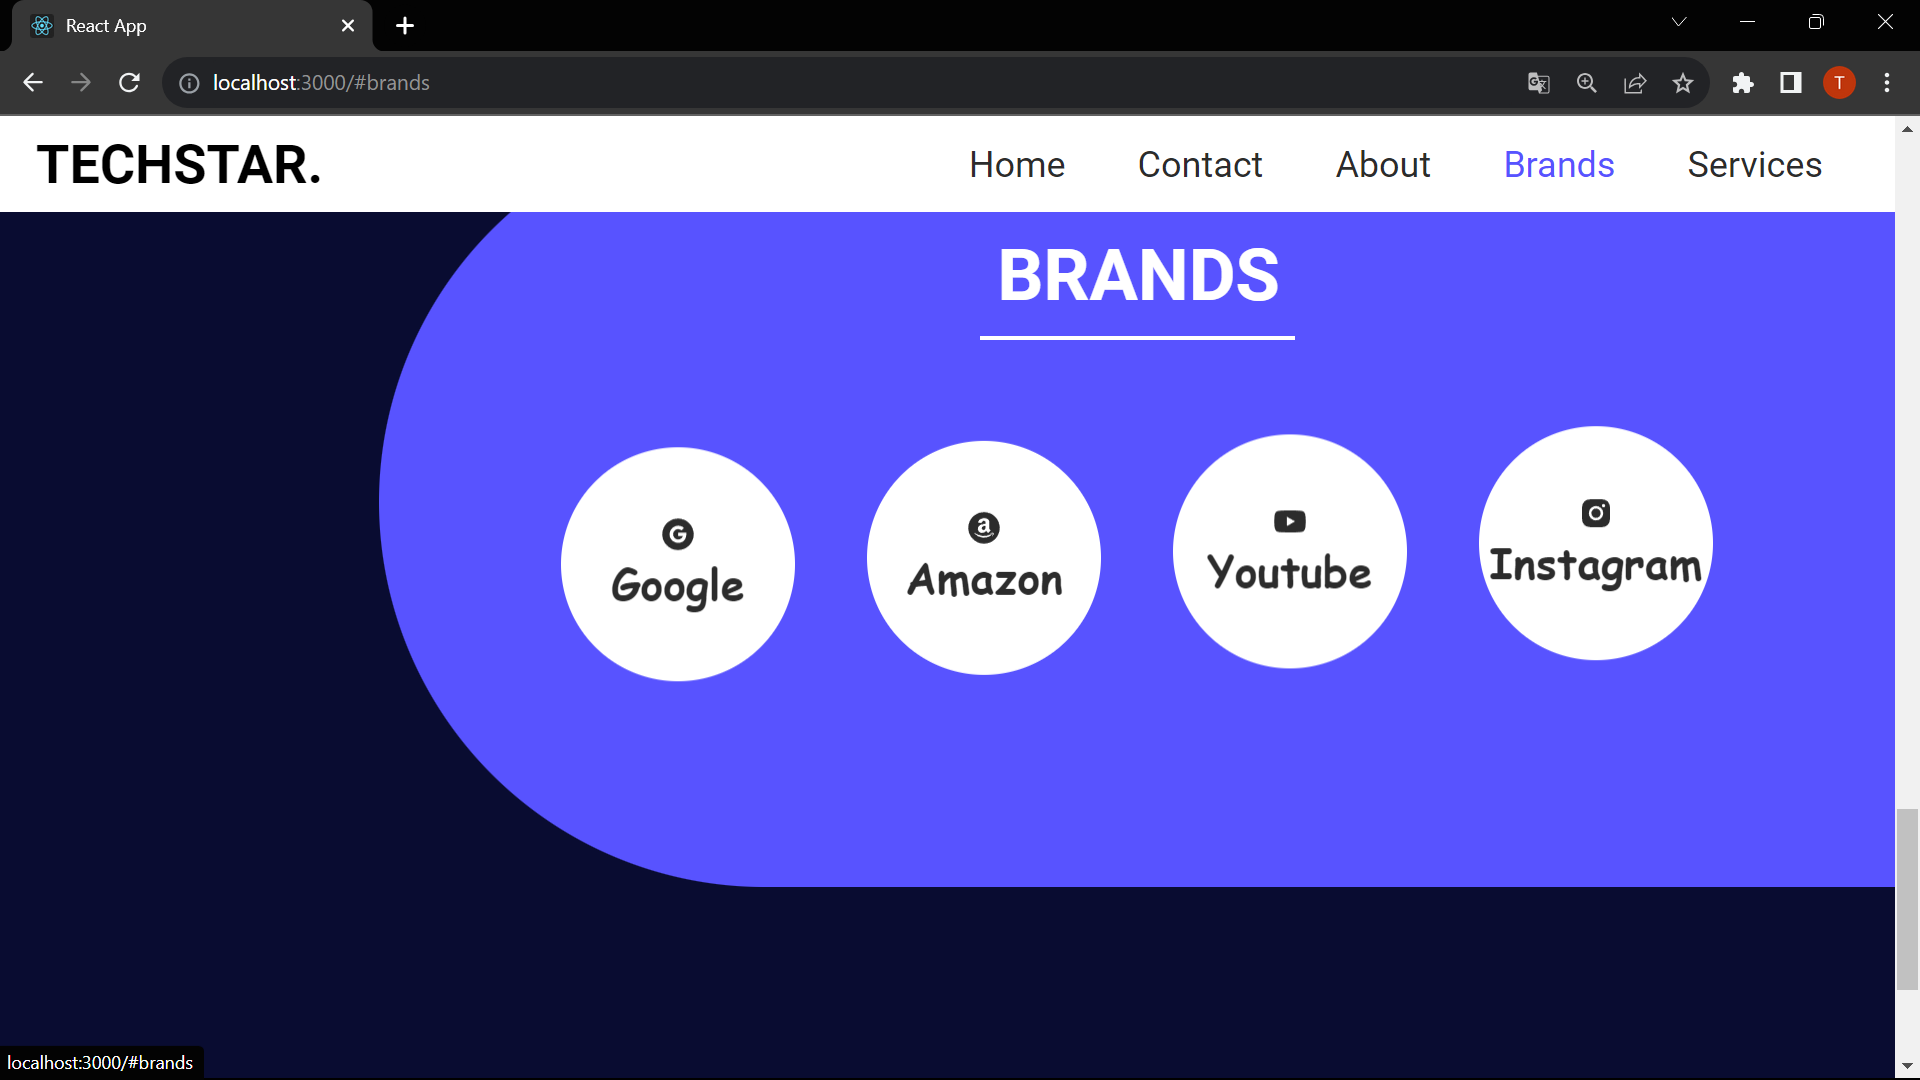 React App
localhost:3000/#brands
T
TECHSTAR.
Home Contact About Brands Services
BRANDS
Google
Amazon
Youtube
Instagram
localhost:3000/#brands